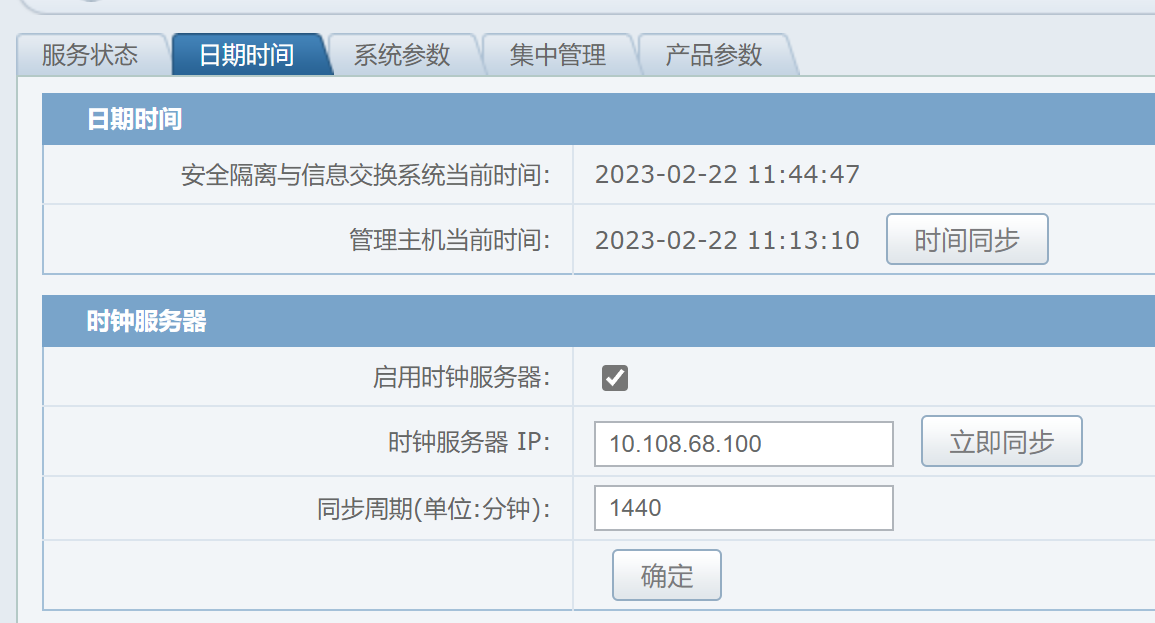 服务状态 日期时间 系统参数 集中管理 产品参数
日期时间
安全隔离与信息交换系统当前时间: 2023-02-22 11:44:47
管理主机当前时间: 2023-02-22 11:13:10 时间同步
时钟服务器
启用时钟服务器:
时钟服务器 IP: 10.108.68.100 立即同步
同步周期(单位:分钟): 1440
确定